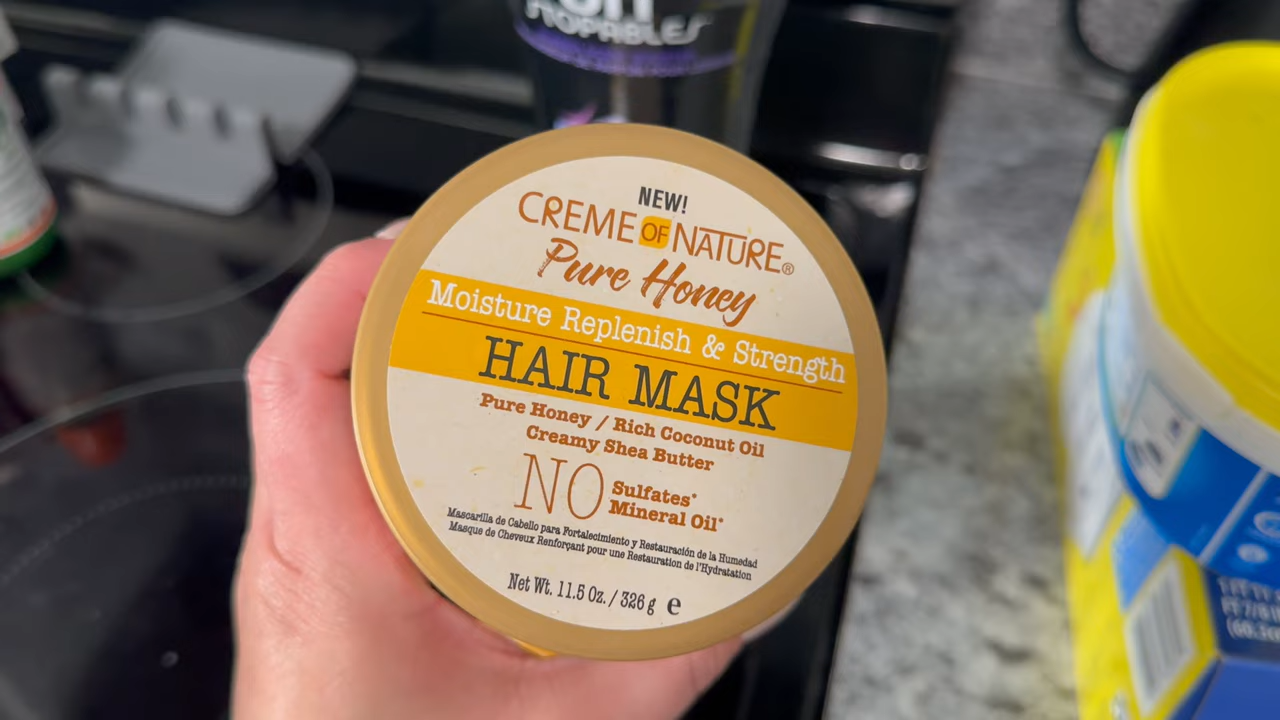 STOPABLES
NEW!
CREME OF NATURE®
Pure Honey
Moisture Replenish & Strength
HAIR MASK
Pure Honey / Rich Coconut Oil
Creamy Shea Butter
NO Sulfates*
Mineral Oil*
Mascarilla de Cabello para Fortalecimiento y Restauración de la Humedad
Masque de Cheveux Renforçant pour une Restauration de l'Hydratation
Net Wt. 11.5 Oz. / 326 g e